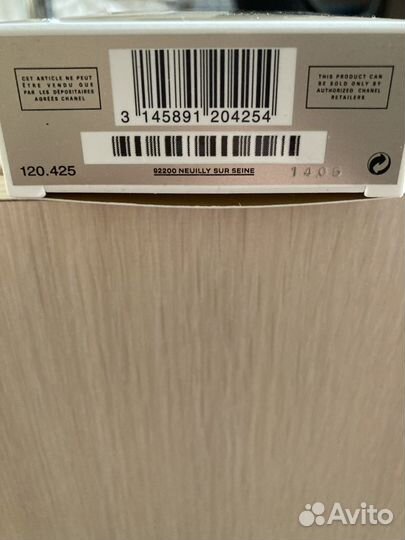 CET ARTICLE NE PEUT
ÊTRE VENDU QUE
PAR LES DÉPOSITAIRES
AGRÉÉS CHANEL
THIS PRODUCT CAN
BE SOLD ONLY BY
AUTHORIZED CHANEL
RETAILERS
3 145891 204254
120.425
92200 NEUILLY SUR SEINE
1406
Avito